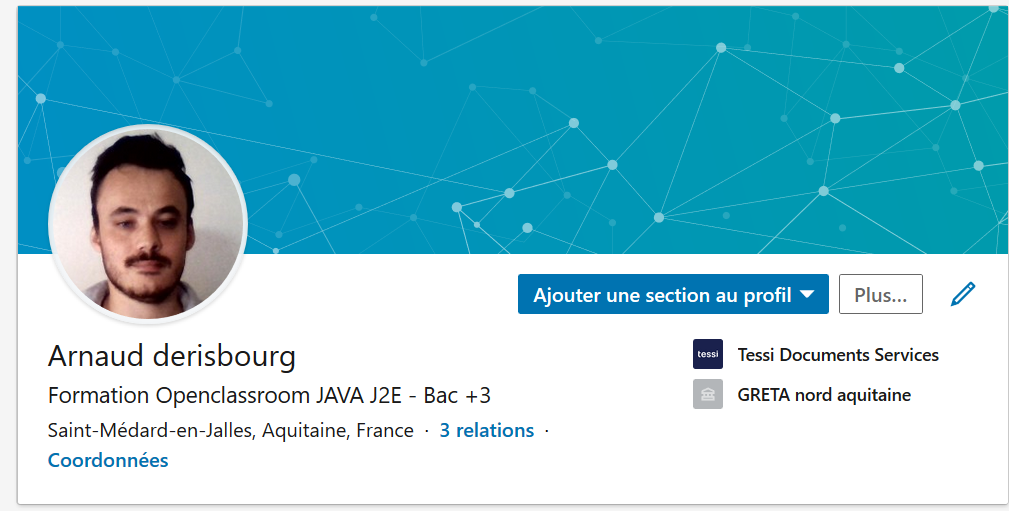 Ajouter une section au profil
Plus...
Arnaud derisbourg
Formation Openclassroom JAVA J2E - Bac +3
Saint-Médard-en-Jalles, Aquitaine, France · 3 relations ·
Coordonnées
tessi Tessi Documents Services
GRETA nord aquitaine